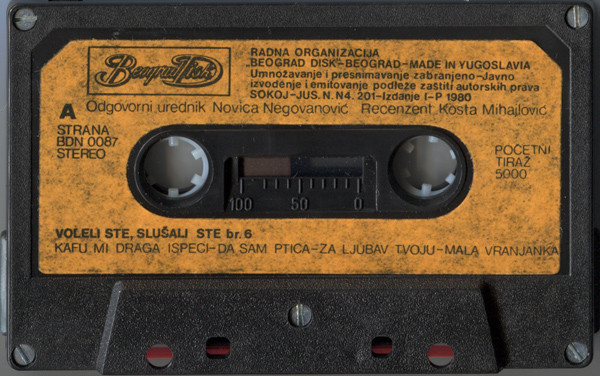 Beograd Disk
RADNA ORGANIZACIJA
„BEOGRAD DISK"-BEOGRAD-MADE IN YUGOSLAVIA
Umnožavanje i presnimavanje zabranjeno-Javno
izvođenje i emitovanje podleže zaštiti autorskih prava
SOKOJ-JUS. N. N4. 201-Izdanje I-P 1980
A Odgovorni urednik Novica Negovanović Recenzent Kosta Mihajlović
STRANA
BDN 0087
STEREO
POČETNI
TIRAŽ
5000
100 50 0
VOLELI STE, SLUŠALI STE br. 6
KAFU MI DRAGA ISPECI-DA SAM PTICA-ZA LJUBAV TVOJU-MALA VRANJANKA